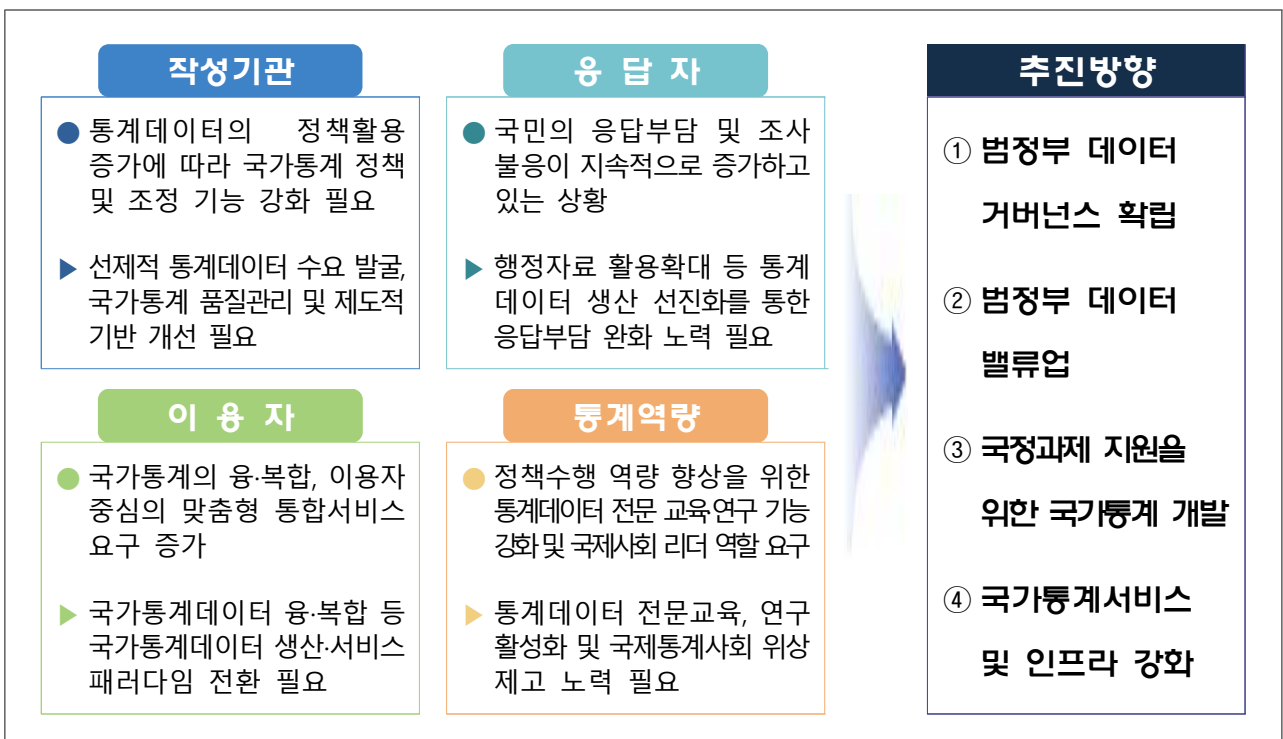 작성기관
● 통계데이터의 정책활용
증가에 따라 국가통계 정책
및 조정 기능 강화 필요
▶ 선제적 통계데이터 수요 발굴,
국가통계 품질관리 및 제도적
기반 개선 필요
응 답 자
● 국민의 응답부담 및 조사
불응이 지속적으로 증가하고
있는 상황
▶ 행정자료 활용확대 등 통계
데이터 생산 선진화를 통한
응답부담 완화 노력 필요
이 용 자
● 국가통계의 융·복합, 이용자
중심의 맞춤형 통합서비스
요구 증가
▶ 국가통계데이터 융·복합 등
국가통계데이터 생산·서비스
패러다임 전환 필요
통계역량
● 정책수행 역량 향상을 위한
통계데이터 전문 교육연구 기능
강화 및 국제사회 리더 역할 요구
▶ 통계데이터 전문교육, 연구
활성화 및 국제통계사회 위상
제고 노력 필요
추진방향
① 범정부 데이터
거버넌스 확립
② 범정부 데이터
밸류업
③ 국정과제 지원을
위한 국가통계 개발
④ 국가통계서비스
및 인프라 강화